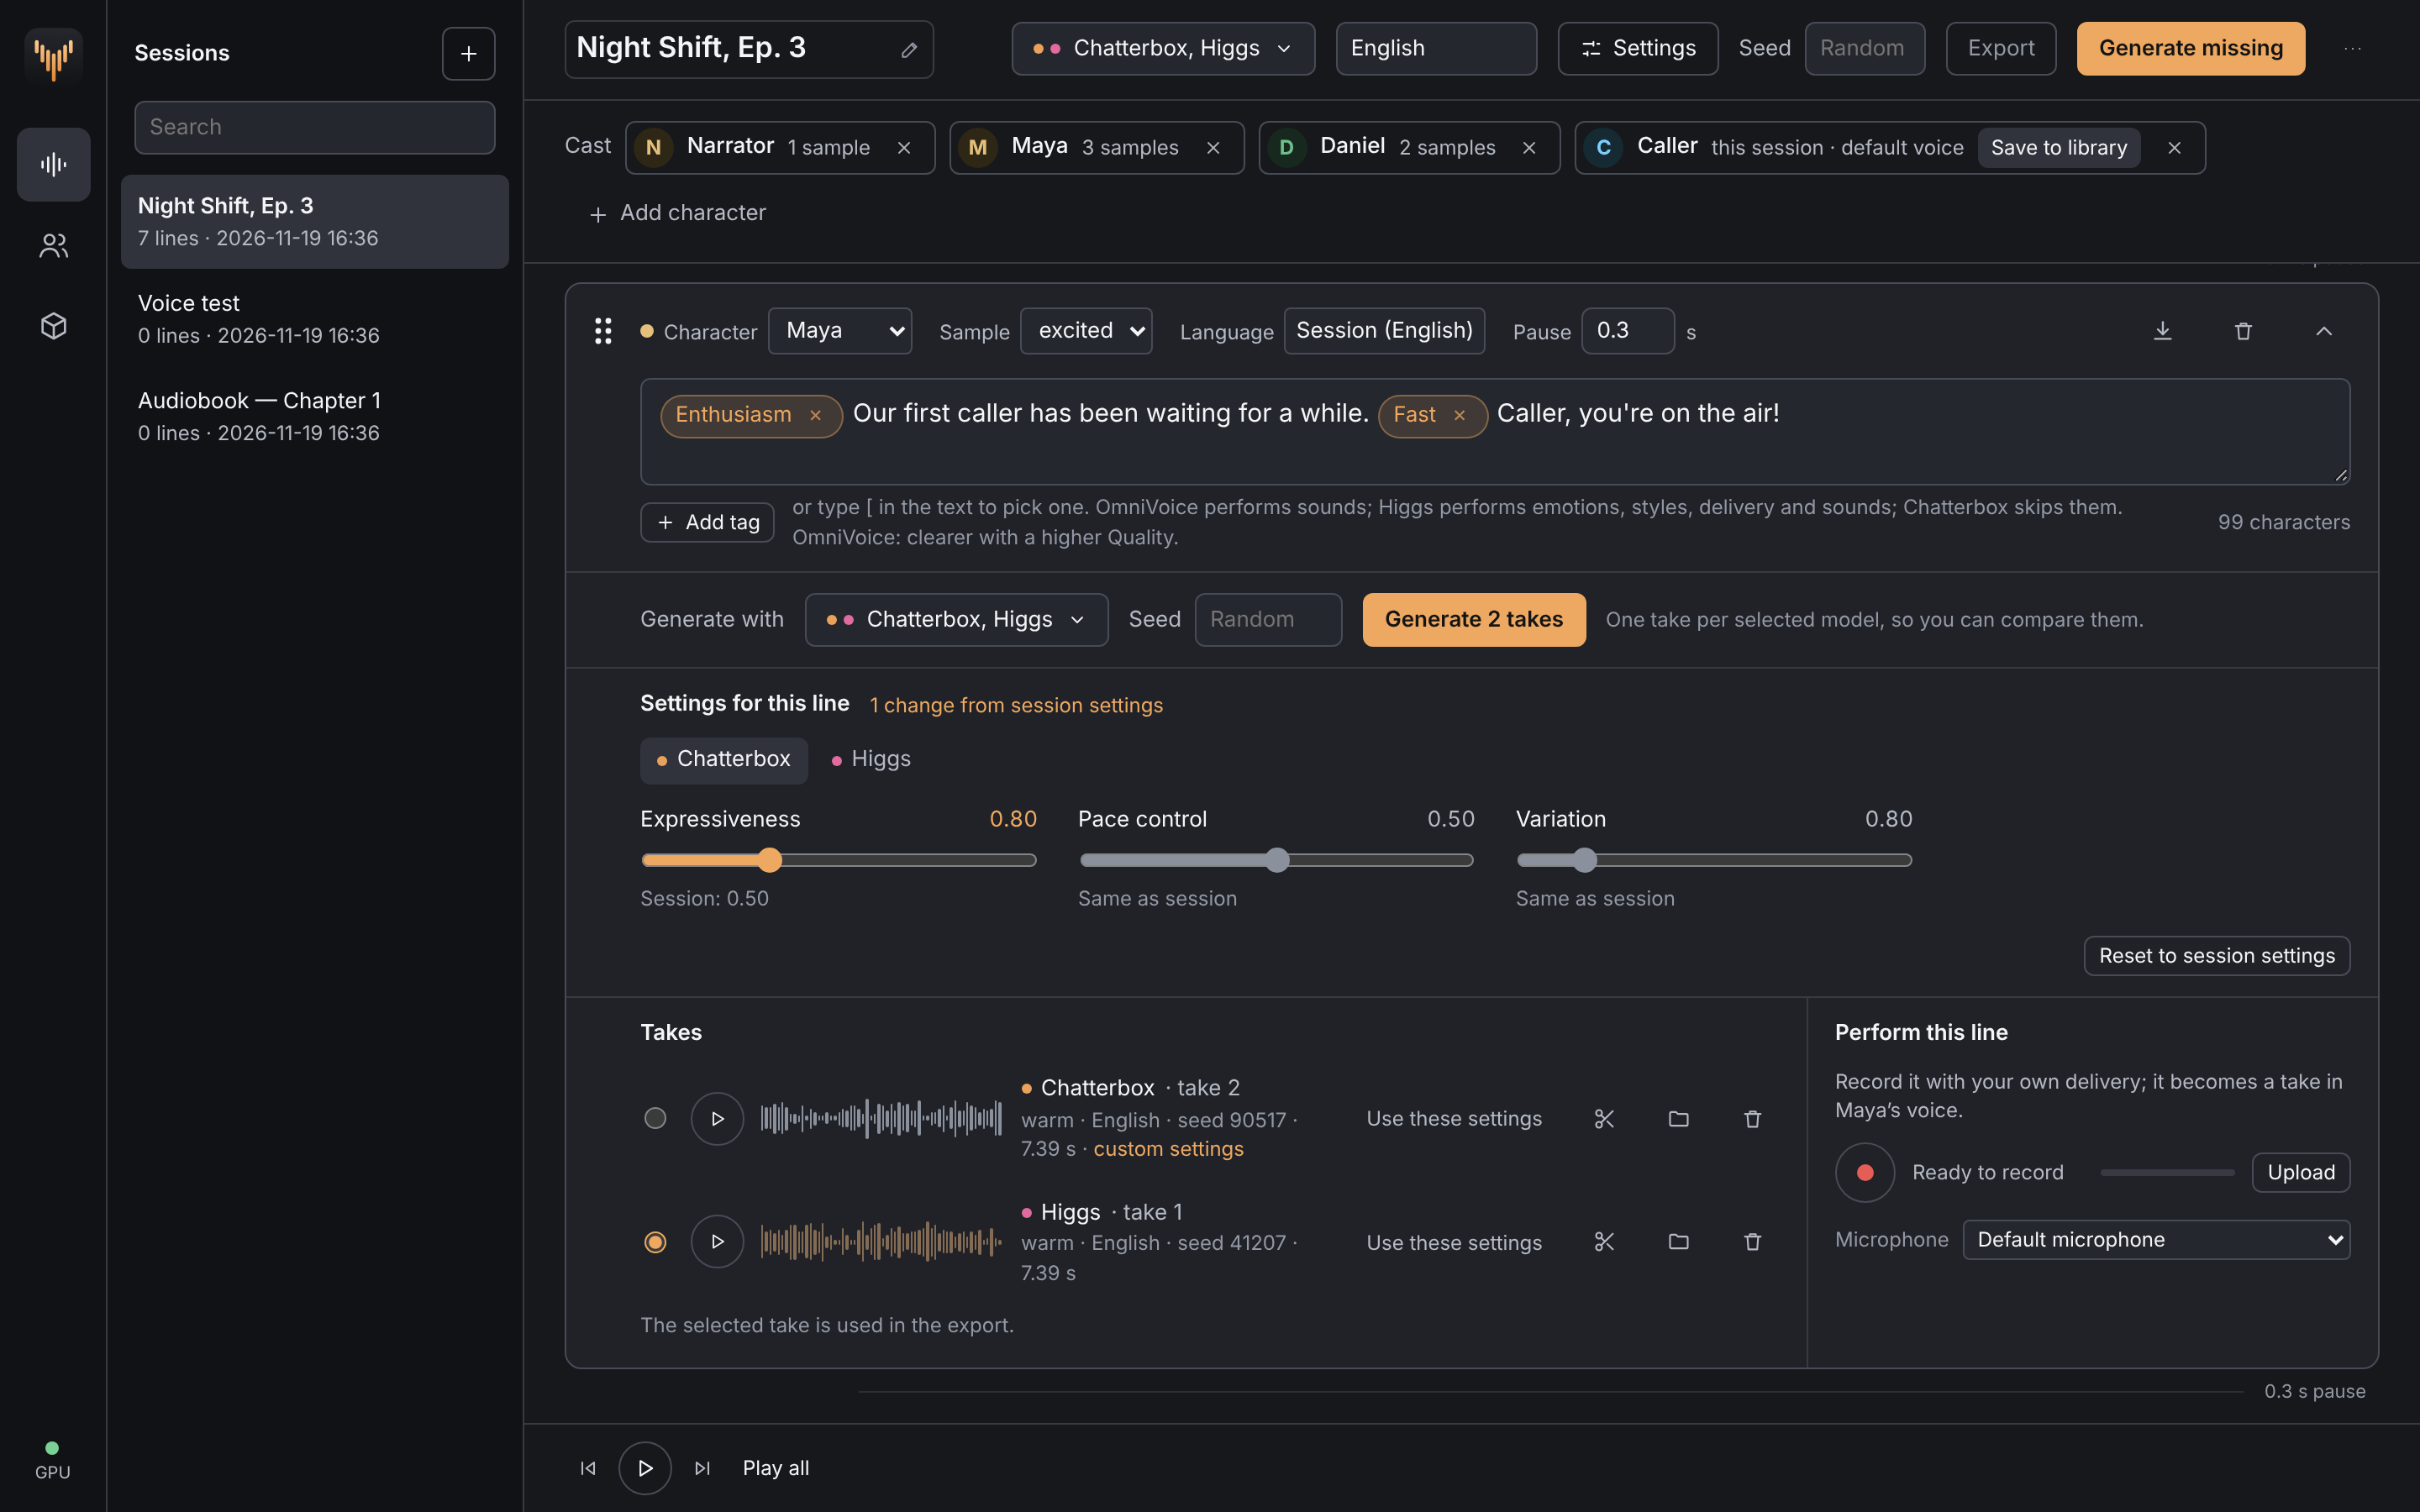 Sessions
Search
Night Shift, Ep. 3
7 lines · 2026-11-19 16:36
Voice test
0 lines · 2026-11-19 16:36
Audiobook — Chapter 1
0 lines · 2026-11-19 16:36
GPU
Night Shift, Ep. 3
Chatterbox, Higgs
English
Settings
Seed
Random
Export
Generate missing
Cast
N Narrator 1 sample
M Maya 3 samples
D Daniel 2 samples
C Caller this session · default voice Save to library
Add character
Character Maya
Sample excited
Language Session (English)
Pause 0.3 s
Enthusiasm × Our first caller has been waiting for a while. Fast × Caller, you're on the air!
Add tag
or type [ in the text to pick one. OmniVoice performs sounds; Higgs performs emotions, styles, delivery and sounds; Chatterbox skips them.
OmniVoice: clearer with a higher Quality.
99 characters
Generate with Chatterbox, Higgs
Seed Random
Generate 2 takes
One take per selected model, so you can compare them.
Settings for this line 1 change from session settings
Chatterbox Higgs
Expressiveness 0.80
Session: 0.50
Pace control 0.50
Same as session
Variation 0.80
Same as session
Reset to session settings
Takes
Chatterbox · take 2
warm · English · seed 90517 ·
7.39 s · custom settings
Use these settings
Higgs · take 1
warm · English · seed 41207 ·
7.39 s
Use these settings
The selected take is used in the export.
Perform this line
Record it with your own delivery; it becomes a take in
Maya’s voice.
Ready to record
Upload
Microphone Default microphone
0.3 s pause
Play all